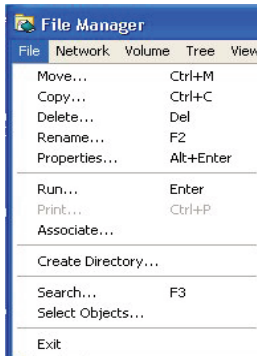 File Manager
File Network Volume Tree View
Move... Ctrl+M
Copy... Ctrl+C
Delete... Del
Rename... F2
Properties... Alt+Enter
Run... Enter
Print... Ctrl+P
Associate...
Create Directory...
Search... F3
Select Objects...
Exit